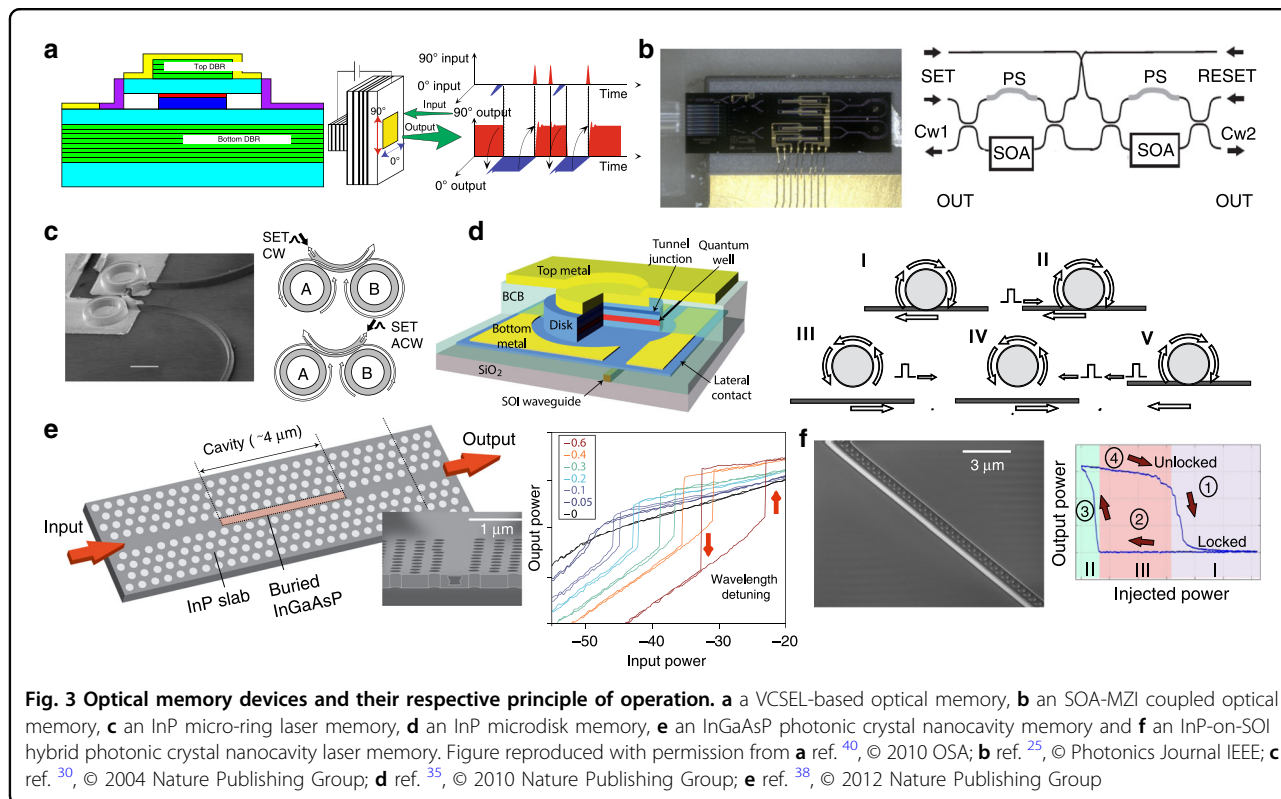 a
Top DBR
Bottom DBR
90°
0°
Input
Output
90° input
0° input
Time
90° output
0° output
Time
b
SET
PS
PS
RESET
Cw1
SOA
SOA
Cw2
OUT
OUT
c
SET
CW
A
B
SET
ACW
A
B
d
Top metal
Tunnel
junction
Quantum
well
BCB
Disk
Bottom
metal
SiO2
SOI waveguide
Lateral
contact
I
II
III
IV
V
e
Cavity ( ~4 μm)
Output
Input
InP slab
Buried
InGaAsP
1 μm
Ouput power
−0.6
−0.4
−0.3
−0.2
−0.1
−0.05
0
Wavelength
detuning
−50
−40
−30
−20
Input power
f
3 μm
Output power
④
Unlocked
①
③
②
Locked
II
III
I
Injected power
Fig. 3 Optical memory devices and their respective principle of operation. a a VCSEL-based optical memory, b an SOA-MZI coupled optical
memory, c an InP micro-ring laser memory, d an InP microdisk memory, e an InGaAsP photonic crystal nanocavity memory and f an InP-on-SOI
hybrid photonic crystal nanocavity laser memory. Figure reproduced with permission from a ref. 40, © 2010 OSA; b ref. 25, © Photonics Journal IEEE; c
ref. 30, © 2004 Nature Publishing Group; d ref. 35, © 2010 Nature Publishing Group; e ref. 38, © 2012 Nature Publishing Group